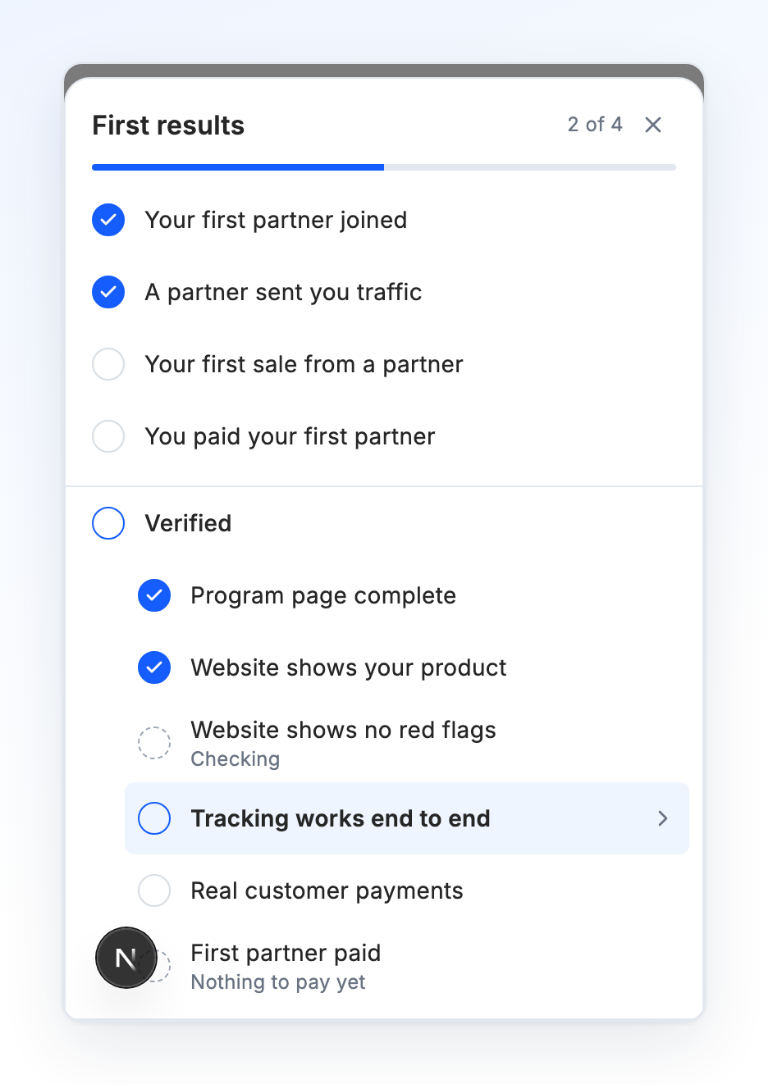 First results
2 of 4
Your first partner joined
A partner sent you traffic
Your first sale from a partner
You paid your first partner
Verified
Program page complete
Website shows your product
Website shows no red flags
Checking
Tracking works end to end
Real customer payments
N
First partner paid
Nothing to pay yet